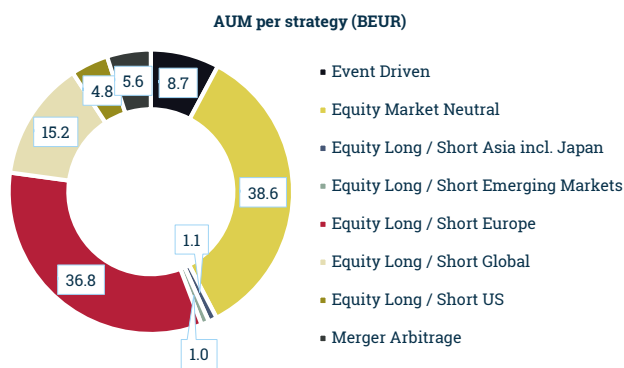 AUM per strategy (BEUR)
5.6
8.7
4.8
15.2
38.6
1.1
36.8
1.0
Event Driven
Equity Market Neutral
Equity Long / Short Asia incl. Japan
Equity Long / Short Emerging Markets
Equity Long / Short Europe
Equity Long / Short Global
Equity Long / Short US
Merger Arbitrage